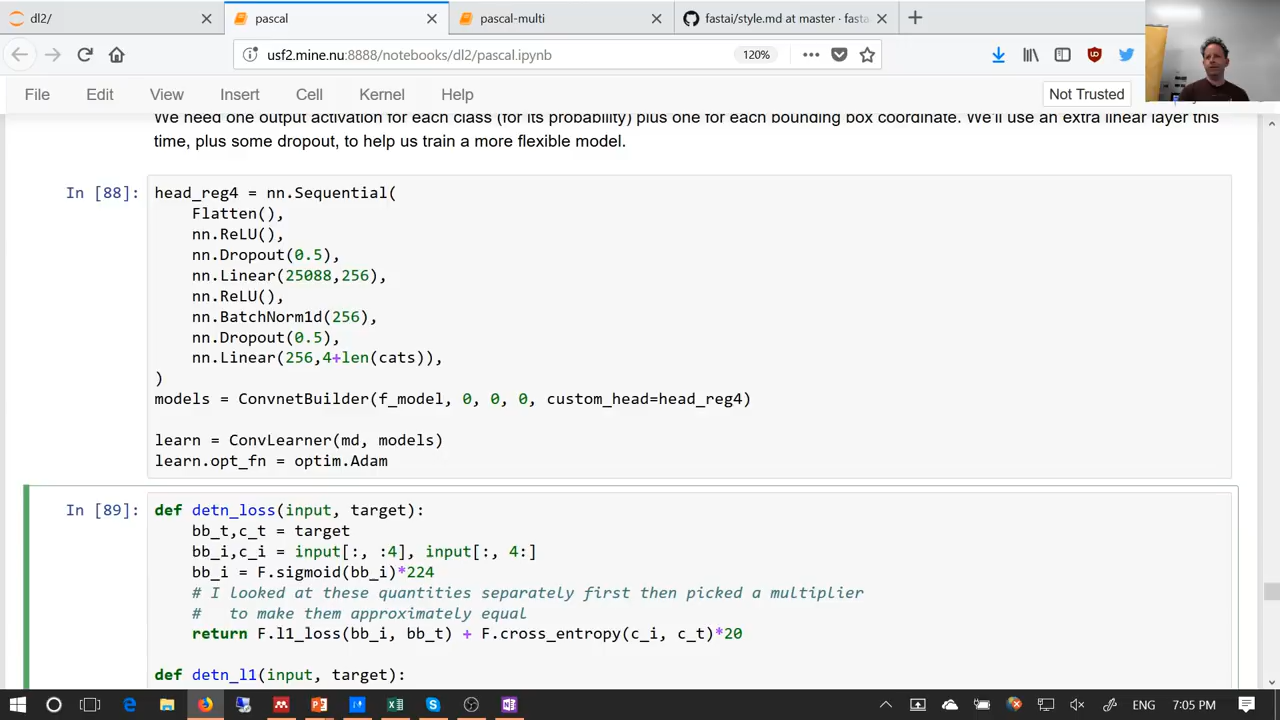 dl2/
pascal
pascal-multi
fastai/style.md at master · fasta
usf2.mine.nu:8888/notebooks/dl2/pascal.ipynb
120%
File Edit View Insert Cell Kernel Help
Not Trusted
We need one output activation for each class (for its probability) plus one for each bounding box coordinate. We'll use an extra linear layer this
time, plus some dropout, to help us train a more flexible model.
In [88]:
head_reg4 = nn.Sequential(
    Flatten(),
    nn.ReLU(),
    nn.Dropout(0.5),
    nn.Linear(25088,256),
    nn.ReLU(),
    nn.BatchNorm1d(256),
    nn.Dropout(0.5),
    nn.Linear(256,4+len(cats)),
)
models = ConvnetBuilder(f_model, 0, 0, 0, custom_head=head_reg4)
learn = ConvLearner(md, models)
learn.opt_fn = optim.Adam
In [89]:
def detn_loss(input, target):
    bb_t,c_t = target
    bb_i,c_i = input[:, :4], input[:, 4:]
    bb_i = F.sigmoid(bb_i)*224
    # I looked at these quantities separately first then picked a multiplier
    #   to make them approximately equal
    return F.l1_loss(bb_i, bb_t) + F.cross_entropy(c_i, c_t)*20
def detn_l1(input, target):
ENG
7:05 PM